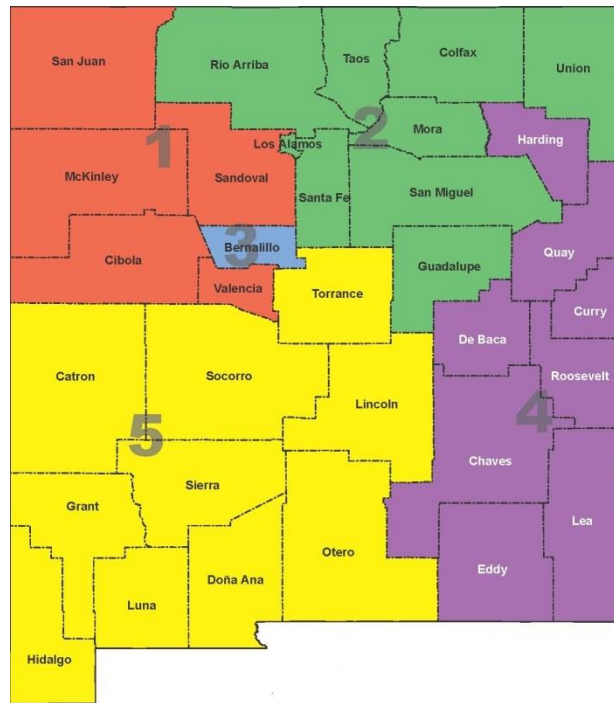 San Juan
Rio Arriba
Taos
Colfax
Union
1
2
Los Alamos
Mora
Harding
McKinley
Sandoval
Santa Fe
San Miguel
3
Bernalillo
Quay
Cibola
Guadalupe
Valencia
Torrance
Curry
De Baca
Catron
Socorro
Roosevelt
Lincoln
4
5
Chaves
Sierra
Grant
Lea
Otero
Doña Ana
Eddy
Luna
Hidalgo